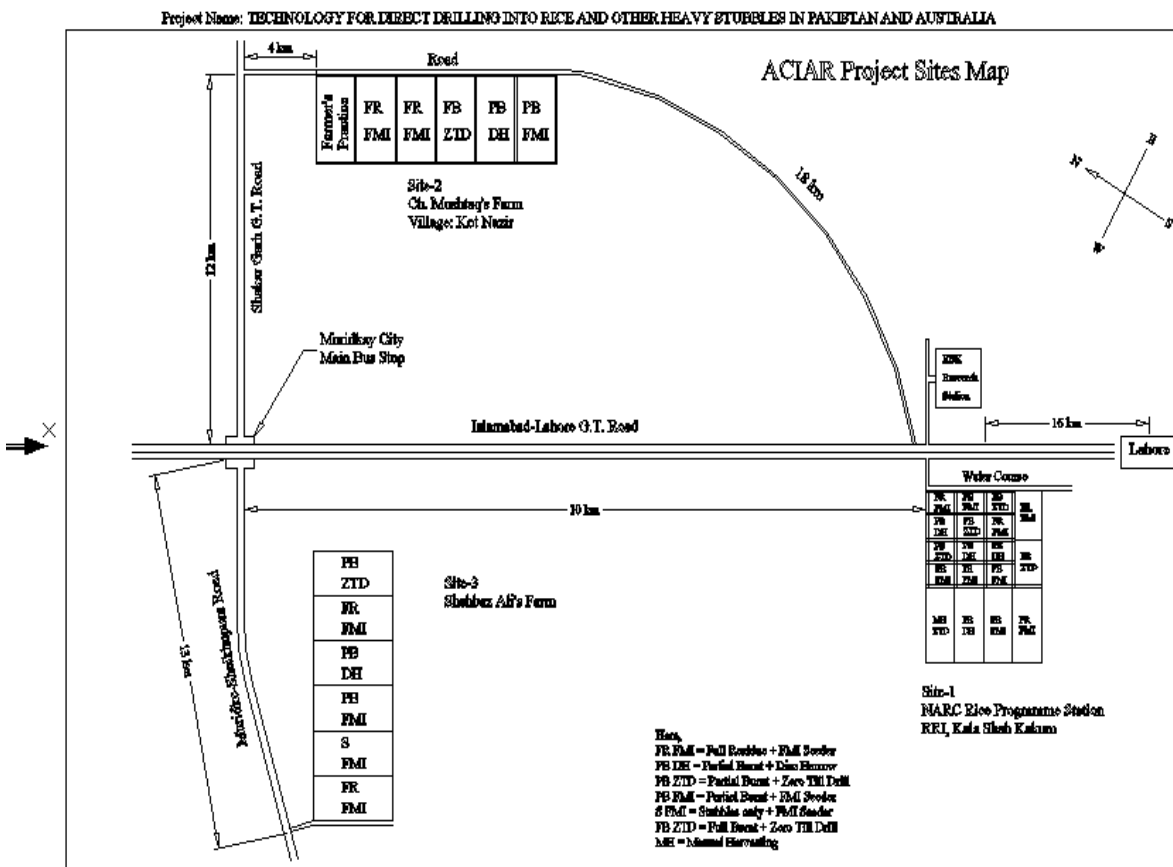 Project Name: TECHNOLOGY FOR DIRECT DRILLING INTO RICE AND OTHER HEAVY STUBBLES IN PAKISTAN AND AUSTRALIA
ACIAR Project Sites Map
4 km
Road
Farmer's Practice
FR FMI
FR FMI
FB ZTD
PB DH
PB FMI
Site-2
Ch. Mushtaq's Farm
Village: Kot Nazir
18 km
N
E
S
W
12 km
Shakar Garh G.T. Road
Muridkay City
Main Bus Stop
X
Islamabad-Lahore G.T. Road
Research
Station
16 km
Lahore
Water Course
10 km
13 km
Road
PB
ZTD
FR
FMI
PB
DH
PB
FMI
S
FMI
FR
FMI
Site-3
Shahbaz Ali's Farm
MH
ZTD
Site-1
NARC Rice Programme Station
RRI, Kala Shah Kakum
Here,
FR FMI = Full Residue + FMI Seeder
PB DH = Partial Burnt + Disc Harrow
PB ZTD = Partial Burnt + Zero Till Drill
PB FMI = Partial Burnt + FMI Seeder
S FMI = Stubbles only + FMI Seeder
FB ZTD = Full Burnt + Zero Till Drill
MH = Manual Harvesting